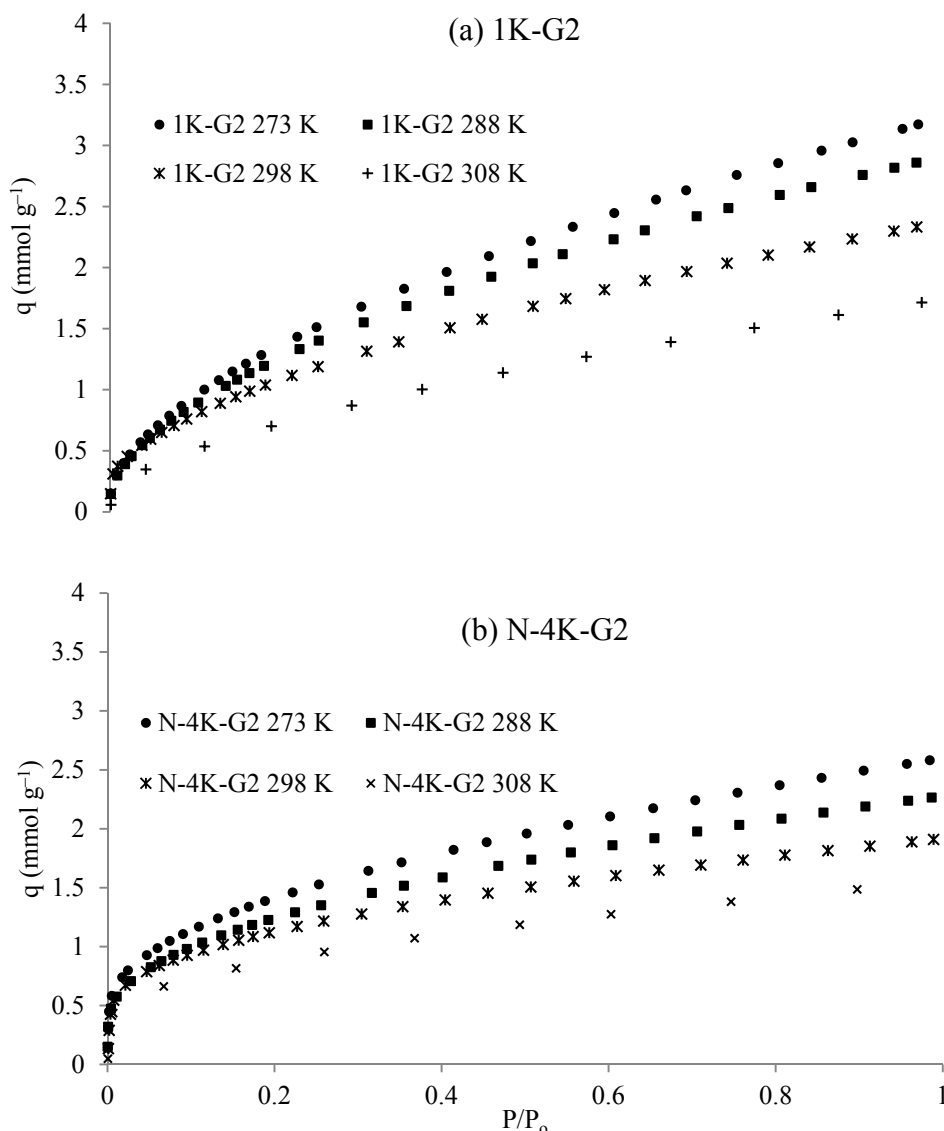 (a) 1K-G2
4
3.5
3
2.5
2
1.5
1
0.5
0
q (mmol g⁻¹)
1K-G2 273 K 1K-G2 288 K
1K-G2 298 K 1K-G2 308 K
(b) N-4K-G2
4
3.5
3
2.5
2
1.5
1
0.5
0
q (mmol g⁻¹)
N-4K-G2 273 K N-4K-G2 288 K
N-4K-G2 298 K N-4K-G2 308 K
0 0.2 0.4 0.6 0.8 1
P/Pₒ